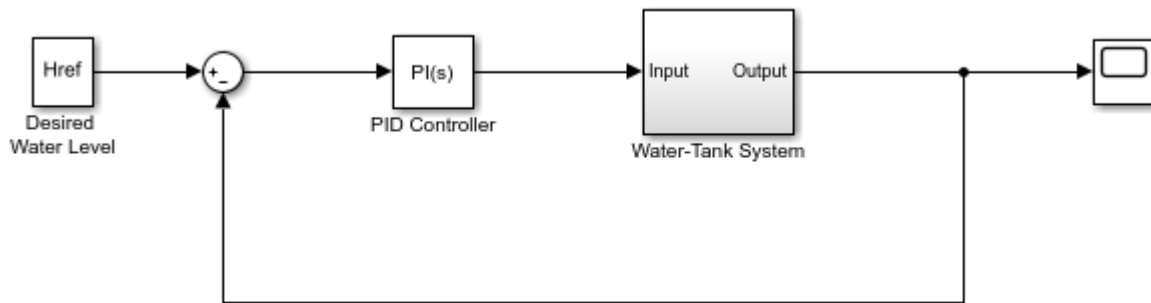 Href
Desired
Water Level
+
−
PI(s)
PID Controller
Input
Output
Water-Tank System